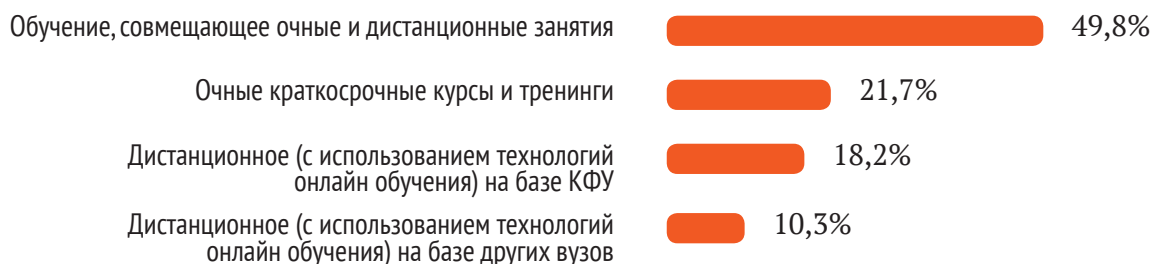 Обучение, совмещающее очные и дистанционные занятия 49,8%
Очные краткосрочные курсы и тренинги 21,7%
Дистанционное (с использованием технологий
онлайн обучения) на базе КФУ 18,2%
Дистанционное (с использованием технологий
онлайн обучения) на базе других вузов 10,3%